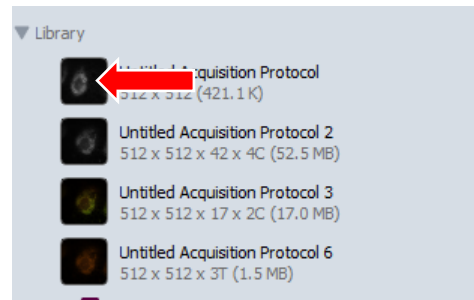 Library
Acquisition Protocol
512 x 512 (421.1 K)
Untitled Acquisition Protocol 2
512 x 512 x 42 x 4C (52.5 MB)
Untitled Acquisition Protocol 3
512 x 512 x 17 x 2C (17.0 MB)
Untitled Acquisition Protocol 6
512 x 512 x 3T (1.5 MB)